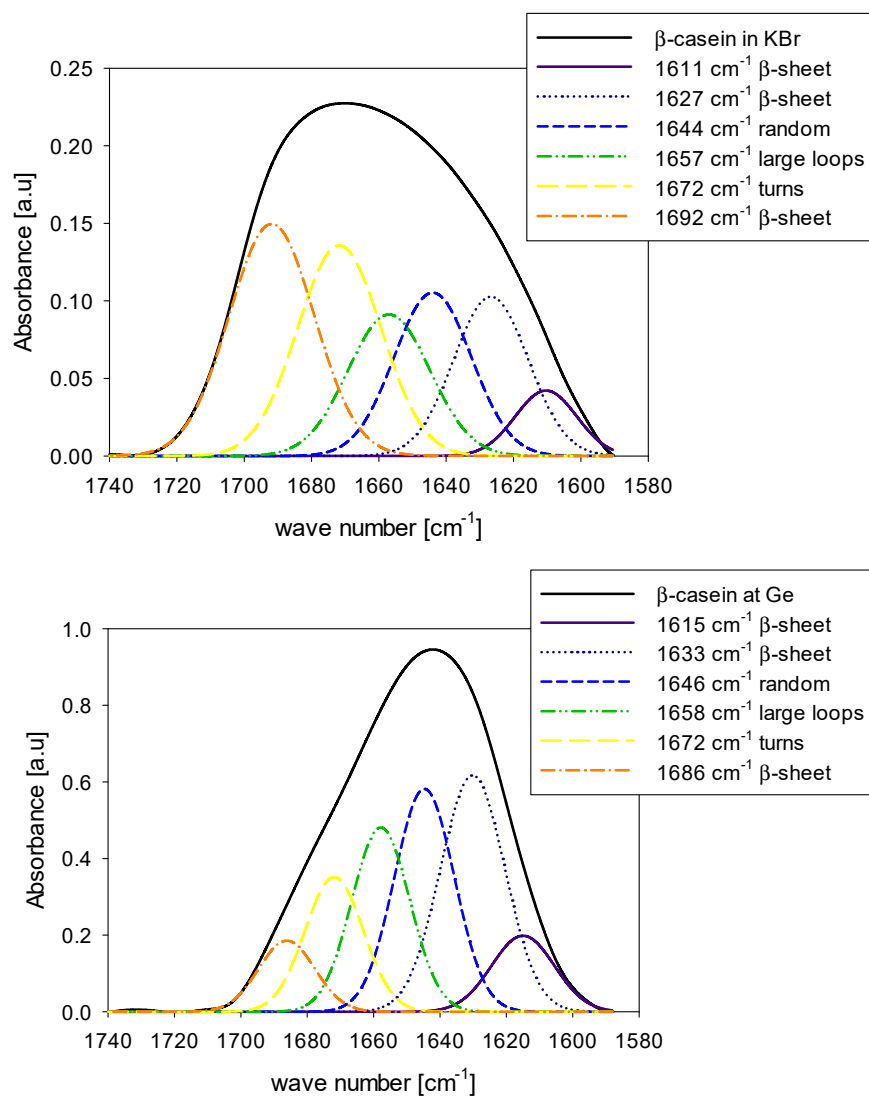 β-casein in KBr
1611 cm⁻¹ β-sheet
1627 cm⁻¹ β-sheet
1644 cm⁻¹ random
1657 cm⁻¹ large loops
1672 cm⁻¹ turns
1692 cm⁻¹ β-sheet
Absorbance [a.u]
0.25
0.20
0.15
0.10
0.05
0.00
1740 1720 1700 1680 1660 1640 1620 1600 1580
wave number [cm⁻¹]
β-casein at Ge
1615 cm⁻¹ β-sheet
1633 cm⁻¹ β-sheet
1646 cm⁻¹ random
1658 cm⁻¹ large loops
1672 cm⁻¹ turns
1686 cm⁻¹ β-sheet
Absorbance [a.u]
1.0
0.8
0.6
0.4
0.2
0.0
1740 1720 1700 1680 1660 1640 1620 1600 1580
wave number [cm⁻¹]